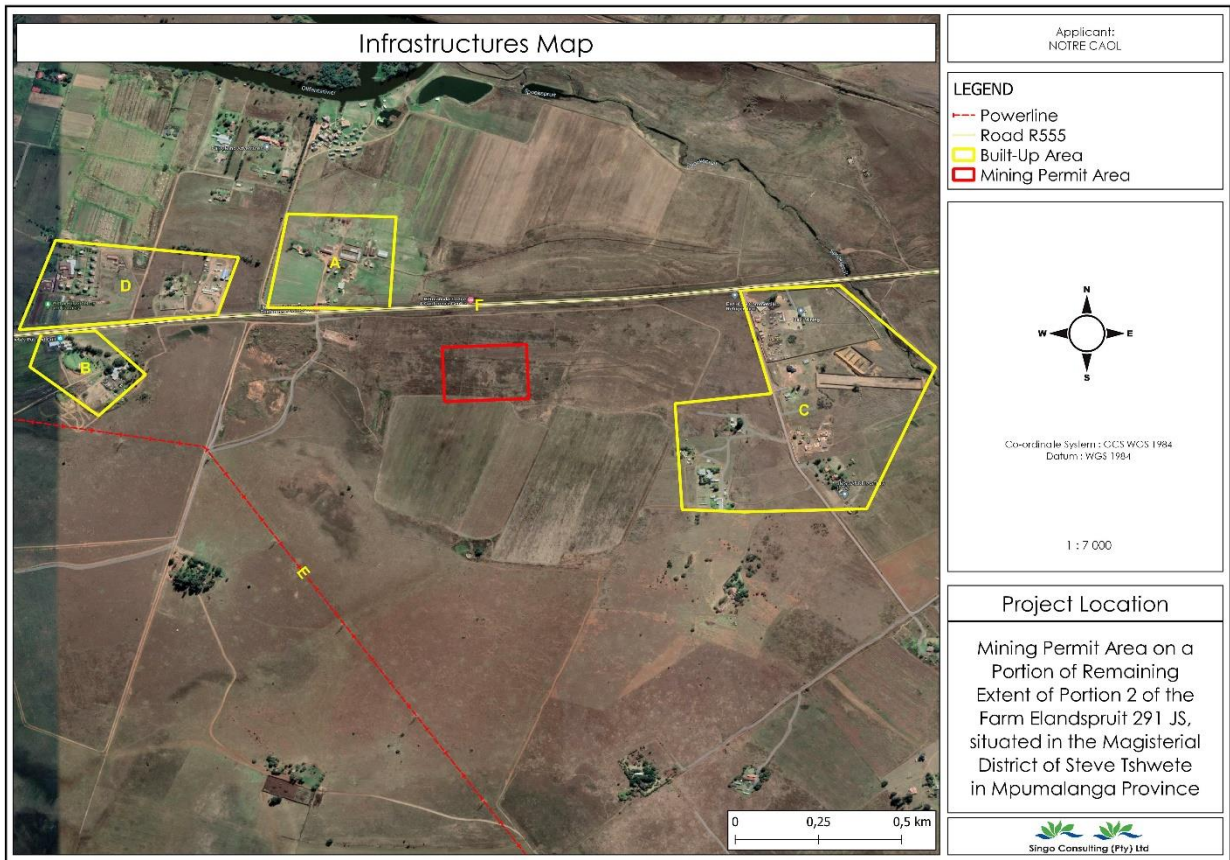 Infrastructures Map
Applicant:
NOTRE CAOL
LEGEND
Powerline
Road R555
Built-Up Area
Mining Permit Area
A
D
F
B
C
E
N
W
E
S
Co-ordinate System : GCS WGS 1984
Datum : WGS 1984
1 : 7 000
0
0,25
0,5 km
Project Location
Mining Permit Area on a
Portion of Remaining
Extent of Portion 2 of the
Farm Elandspruit 291 JS,
situated in the Magisterial
District of Steve Tshwete
in Mpumalanga Province
Singo Consulting (Pty) Ltd